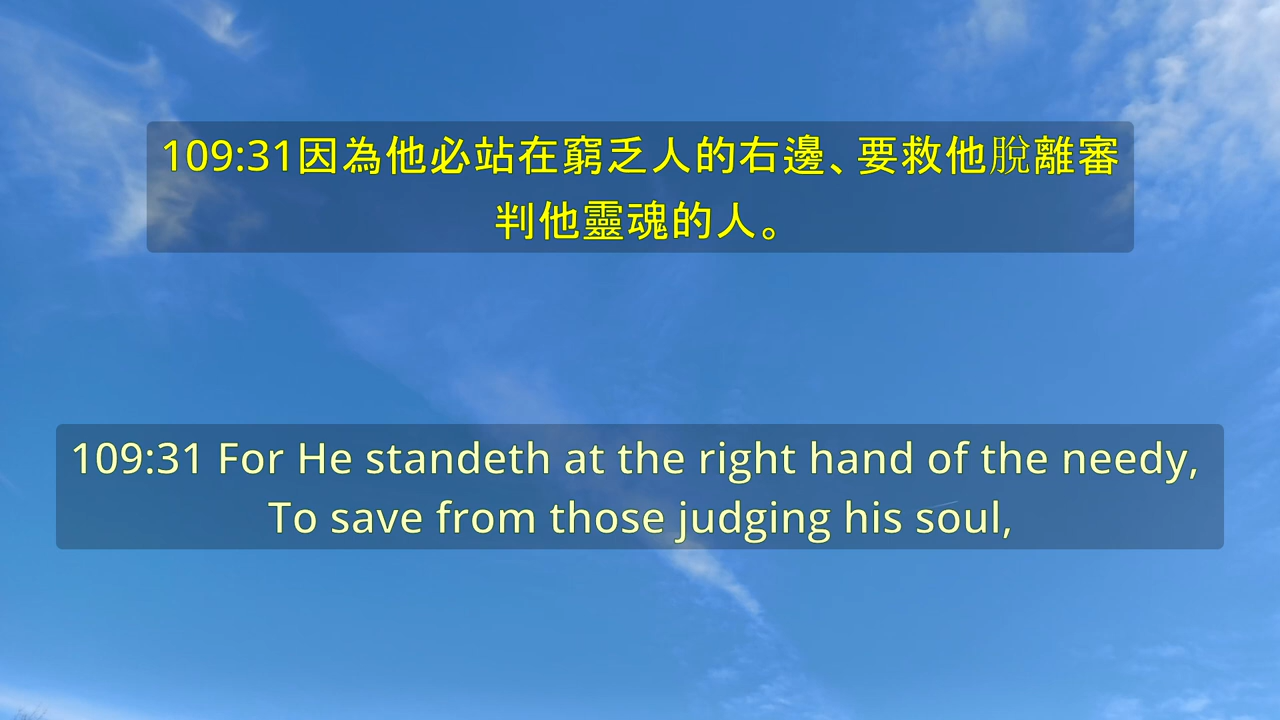 109:31因為他必站在窮乏人的右邊、要救他脫離審
判他靈魂的人。
109:31 For He standeth at the right hand of the needy,
To save from those judging his soul,